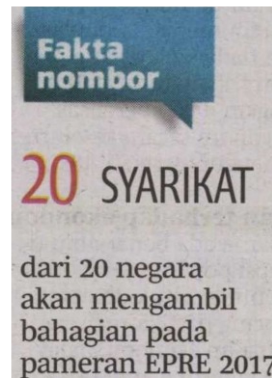 Fakta
nombor
20 SYARIKAT
dari 20 negara
akan mengambil
bahagian pada
pameran EPRE 2017